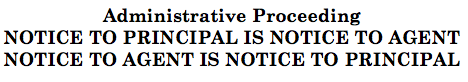 Administrative Proceeding
NOTICE TO PRINCIPAL IS NOTICE TO AGENT
NOTICE TO AGENT IS NOTICE TO PRINCIPAL